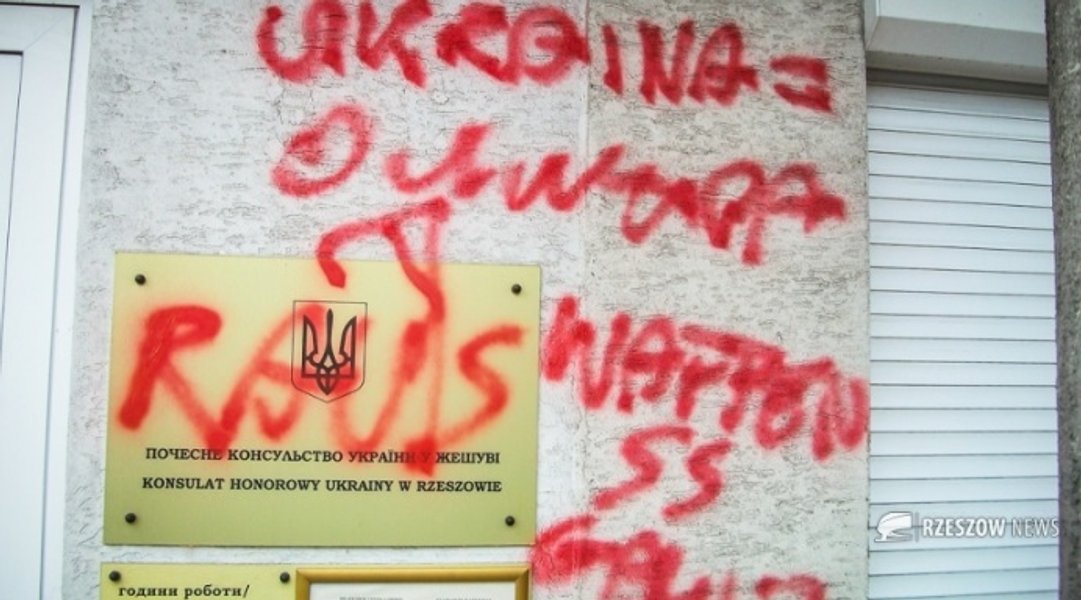 UKRAINA =
RAUS
WAFFEN
SS
ПОЧЕСНЕ КОНСУЛЬСТВО УКРАЇНИ У ЖЕШУВІ
KONSULAT HONOROWY UKRAINY W RZESZOWIE
години роботи/
RZESZOW NEWS